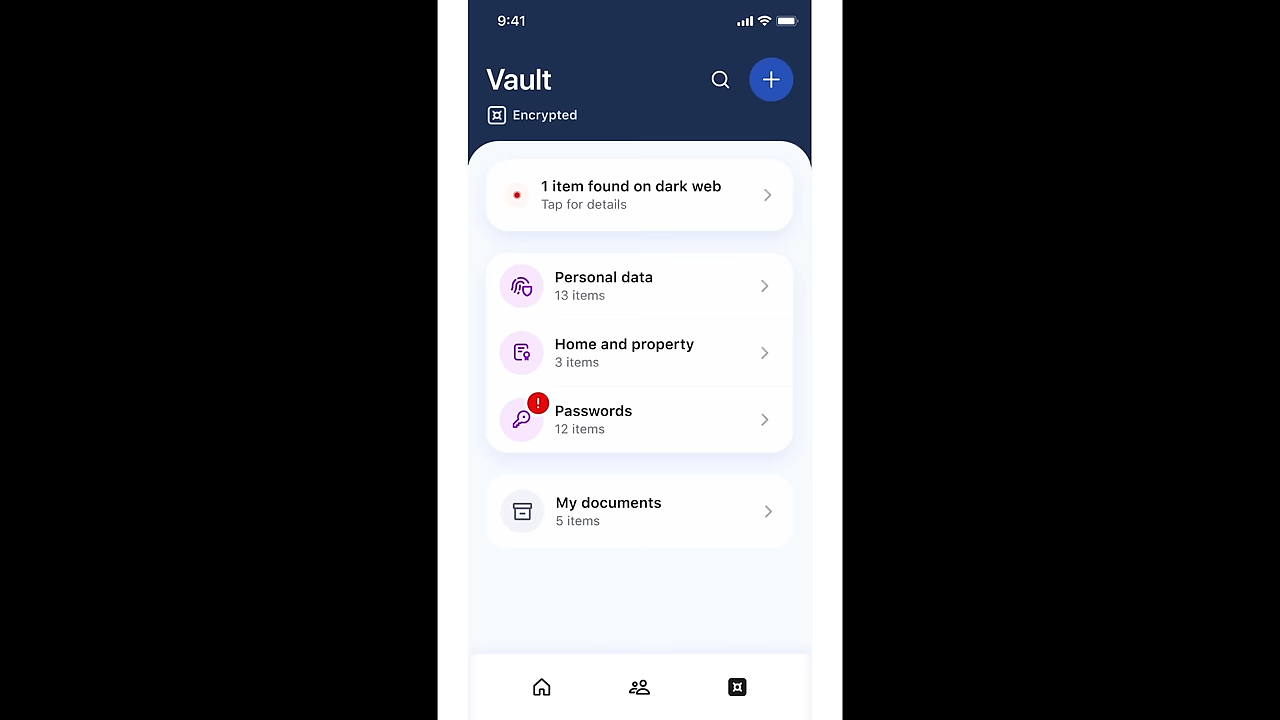 9:41
Vault
Encrypted
1 item found on dark web
Tap for details
Personal data
13 items
Home and property
3 items
!
Passwords
12 items
My documents
5 items